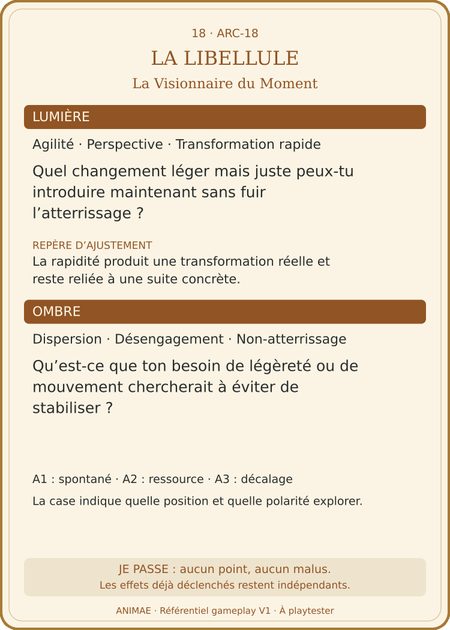 18 · ARC-18
LA LIBELLULE
La Visionnaire du Moment
LUMIÈRE
Agilité · Perspective · Transformation rapide
Quel changement léger mais juste peux-tu
introduire maintenant sans fuir
l’atterrissage ?
REPÈRE D’AJUSTEMENT
La rapidité produit une transformation réelle et
reste reliée à une suite concrète.
OMBRE
Dispersion · Désengagement · Non-atterrissage
Qu’est-ce que ton besoin de légèreté ou de
mouvement chercherait à éviter de
stabiliser ?
A1 : spontané · A2 : ressource · A3 : décalage
La case indique quelle position et quelle polarité explorer.
JE PASSE : aucun point, aucun malus.
Les effets déjà déclenchés restent indépendants.
ANIMAE · Référentiel gameplay V1 · À playtester